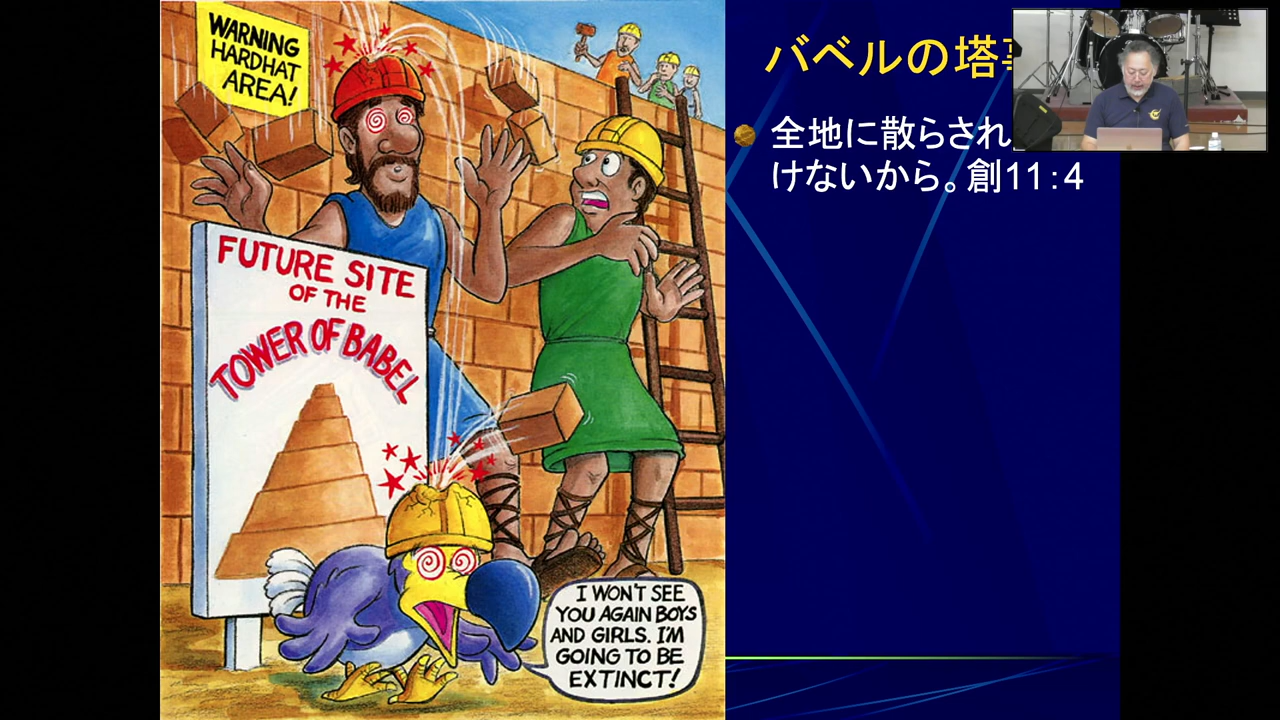 WARNING
HARDHAT
AREA!
FUTURE SITE
OF THE
TOWER OF BABEL
I WON'T SEE
YOU AGAIN BOYS
AND GIRLS. I'M
GOING TO BE
EXTINCT!
バベルの塔
全地に散らされ
けないから。創11：4